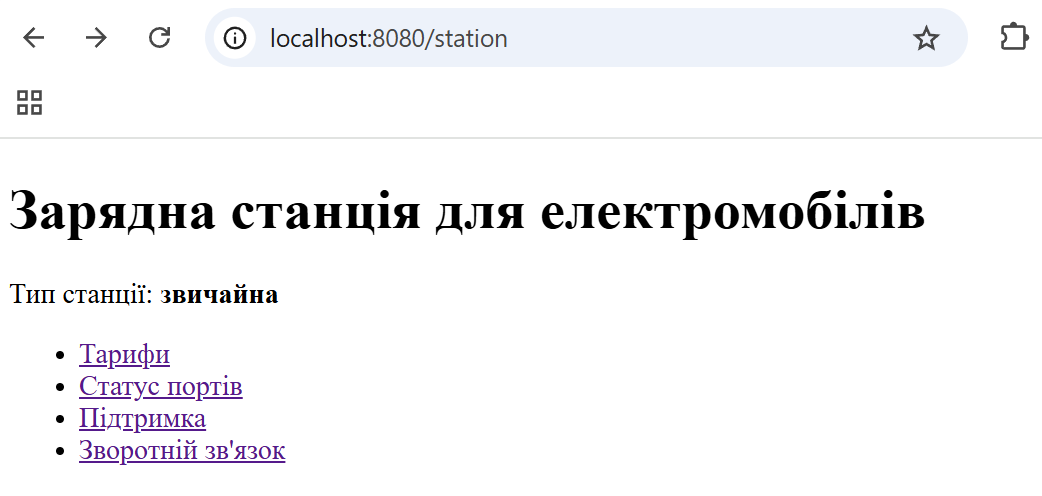 localhost:8080/station
Зарядна станція для електромобілів
Тип станції: звичайна
Тарифи
Статус портів
Підтримка
Зворотній зв'язок